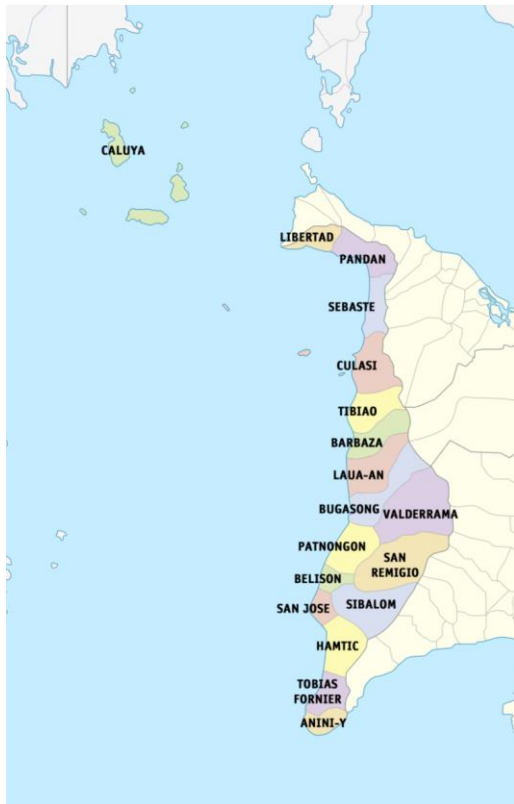 CALUYA
LIBERTAD
PANDAN
SEBASTE
CULASI
TIBIAO
BARBAZA
LAUA-AN
BUGASONG
VALDERRAMA
PATNONGON
SAN
REMIGIO
BELISON
SAN JOSE
SIBALOM
HAMTIC
TOBIAS
FORNIER
ANINI-Y